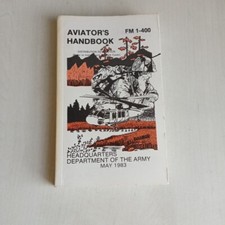 AVIATOR'S
HANDBOOK
FM 1-400
HEADQUARTERS
DEPARTMENT OF THE ARMY
MAY 1983